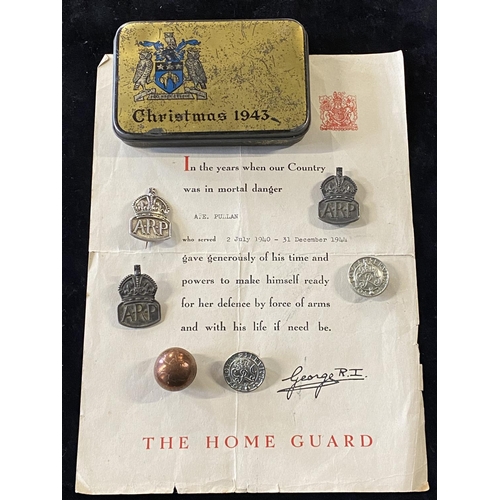 Christmas 1943
In the years when our Country
was in mortal danger
A.E. PULLAN
who served 2 July 1940 - 31 December 1944
gave generously of his time and
powers to make himself ready
for her defence by force of arms
and with his life if need be.
ARP
ARP
ARP
George R.I.
THE HOME GUARD